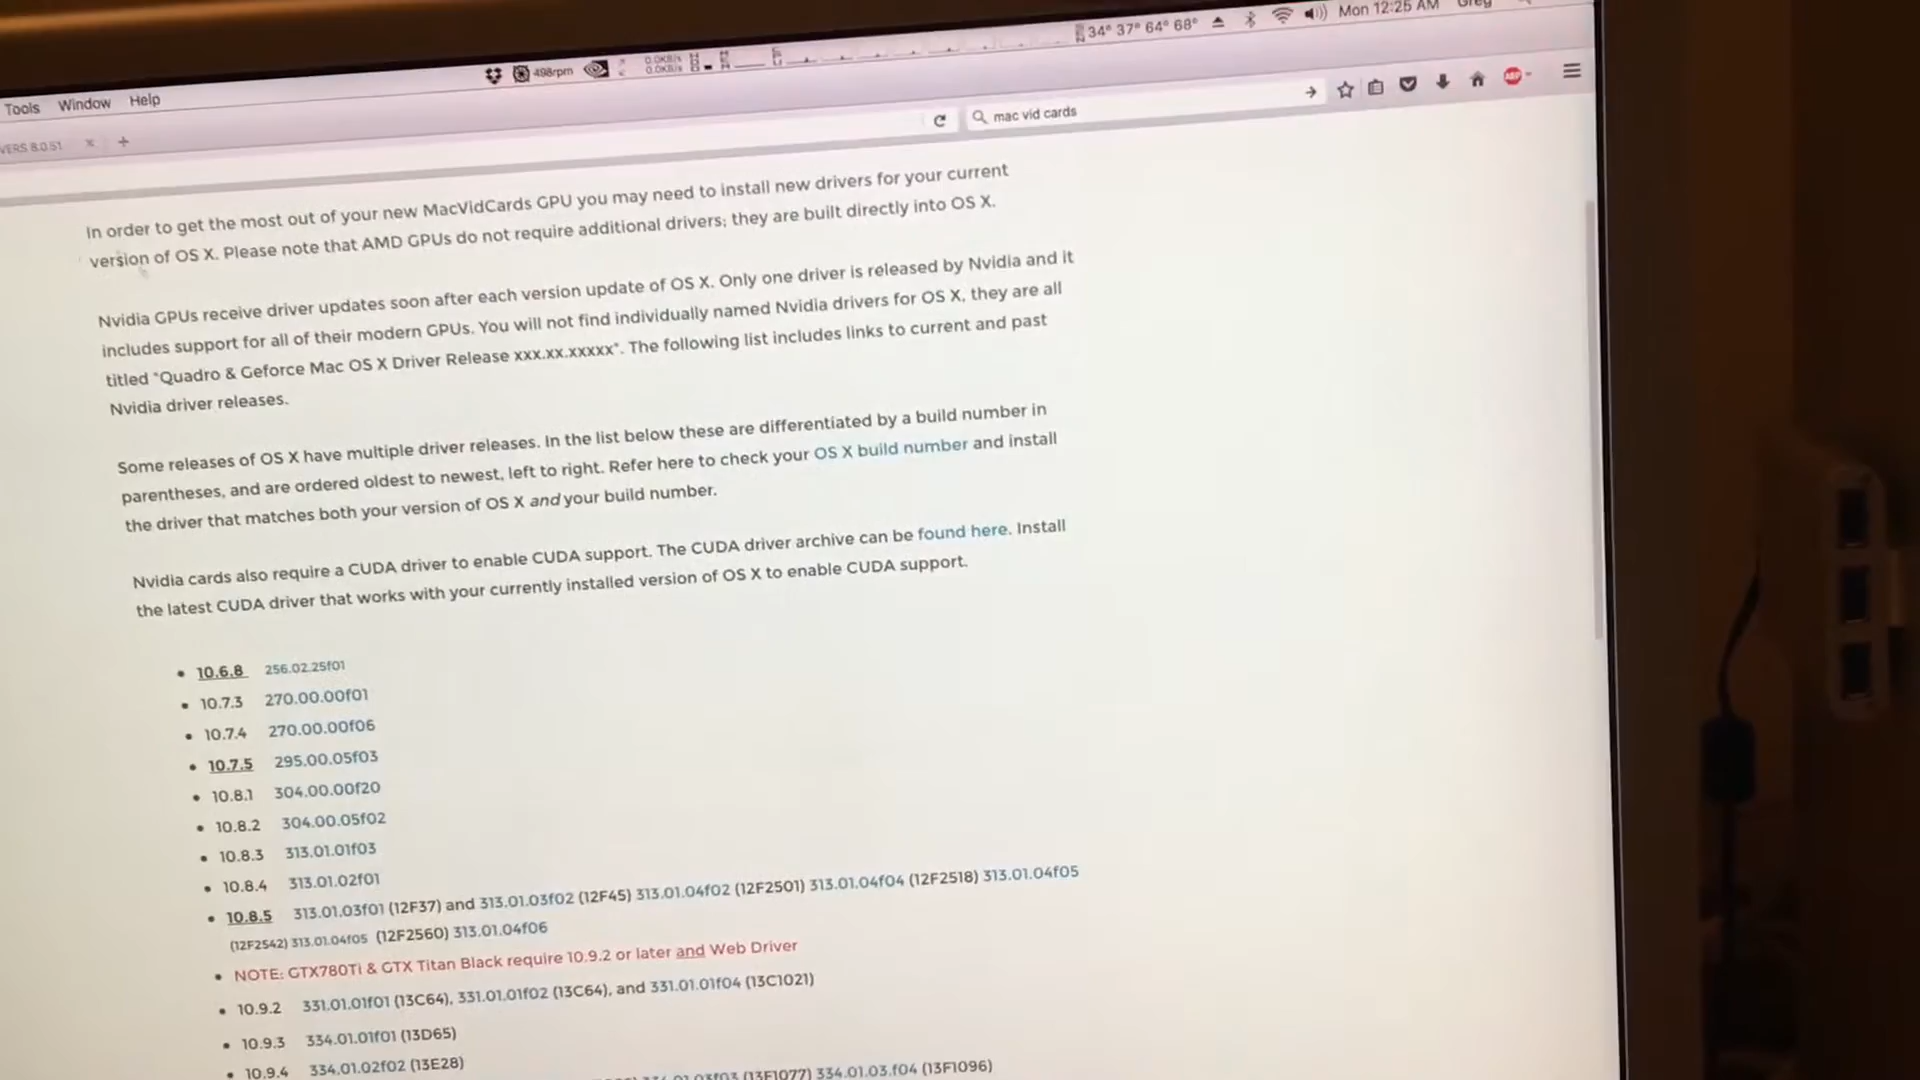 34° 37° 64° 68° Mon 12:25 AM Greg
498rpm 0.0KB/s
0.0KB/s
Tools Window Help
mac vid cards
VERS 8.0.51
ABP
In order to get the most out of your new MacVidCards GPU you may need to install new drivers for your current
version of OS X. Please note that AMD GPUs do not require additional drivers; they are built directly into OS X.
Nvidia GPUs receive driver updates soon after each version update of OS X. Only one driver is released by Nvidia and it
includes support for all of their modern GPUs. You will not find individually named Nvidia drivers for OS X, they are all
titled "Quadro & Geforce Mac OS X Driver Release xxx.xx.xxxxx". The following list includes links to current and past
Nvidia driver releases.
Some releases of OS X have multiple driver releases. In the list below these are differentiated by a build number in
parentheses, and are ordered oldest to newest, left to right. Refer here to check your OS X build number and install
the driver that matches both your version of OS X and your build number.
Nvidia cards also require a CUDA driver to enable CUDA support. The CUDA driver archive can be found here. Install
the latest CUDA driver that works with your currently installed version of OS X to enable CUDA support.
• 10.6.8 256.02.25f01
• 10.7.3 270.00.00f01
• 10.7.4 270.00.00f06
• 10.7.5 295.00.05f03
• 10.8.1 304.00.00f20
• 10.8.2 304.00.05f02
• 10.8.3 313.01.01f03
• 10.8.4 313.01.02f01
• 10.8.5 313.01.03f01 (12F37) and 313.01.03f02 (12F45) 313.01.04f02 (12F2501) 313.01.04f04 (12F2518) 313.01.04f05
(12F2542) 313.01.04f05 (12F2560) 313.01.04f06
• NOTE: GTX780Ti & GTX Titan Black require 10.9.2 or later and Web Driver
• 10.9.2 331.01.01f01 (13C64), 331.01.01f02 (13C64), and 331.01.01f04 (13C1021)
• 10.9.3 334.01.01f01 (13D65)
• 10.9.4 334.01.02f02 (13E28)
334.01.03f03 (13F1077) 334.01.03.f04 (13F1096)